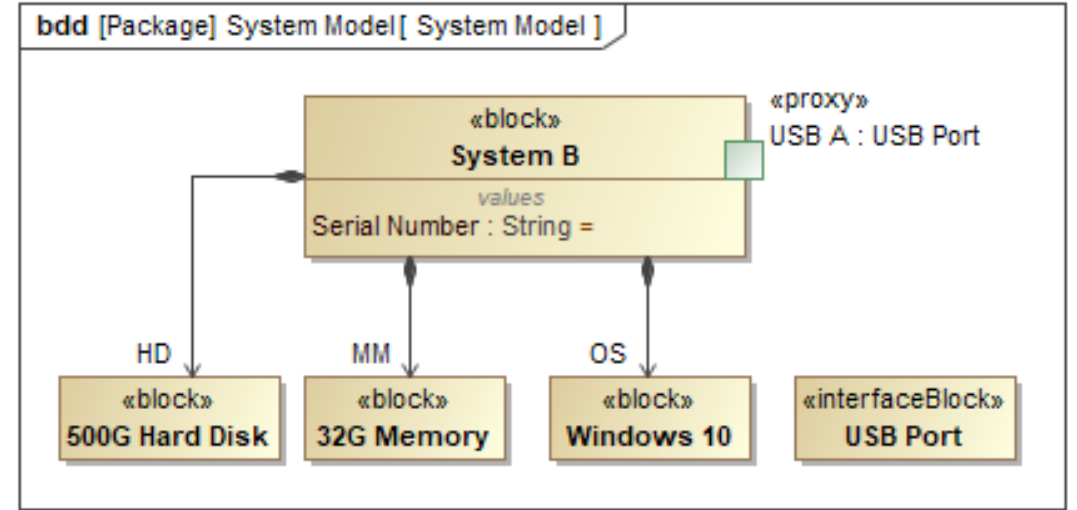 bdd [Package] System Model[ System Model ]
«block»
System B
«proxy»
USB A : USB Port
values
Serial Number : String =
HD
MM
OS
«block»
500G Hard Disk
«block»
32G Memory
«block»
Windows 10
«interfaceBlock»
USB Port